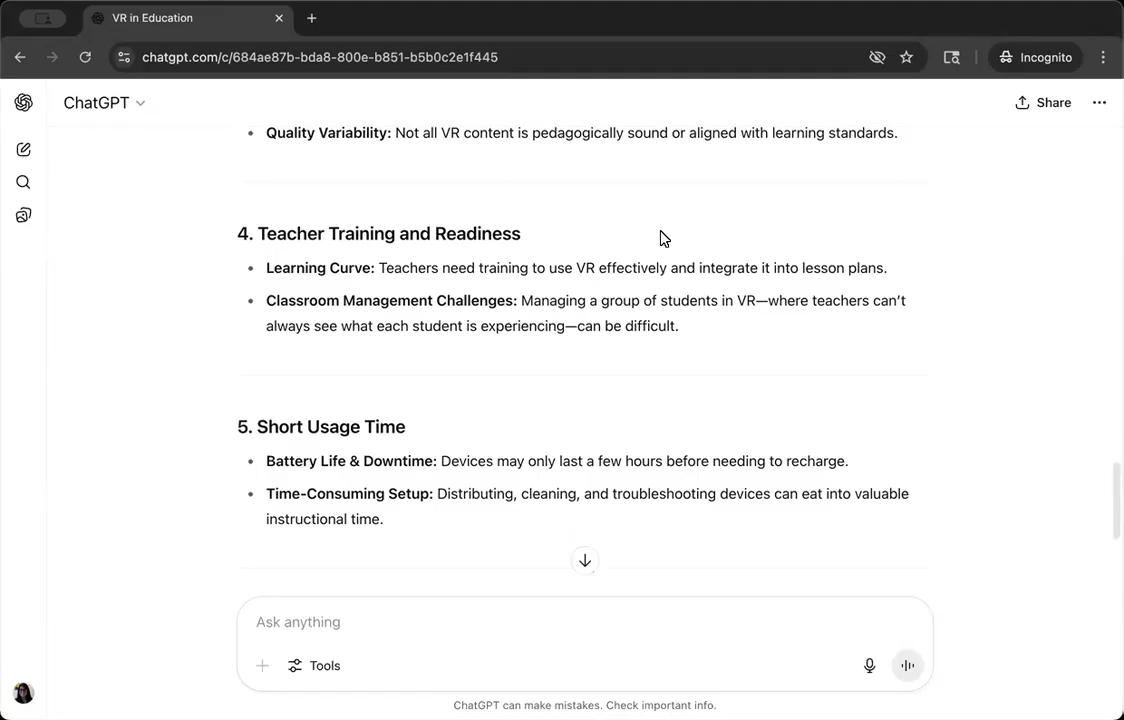 VR in Education
chatgpt.com/c/684ae87b-bda8-800e-b851-b5b0c2e1f445
Incognito
ChatGPT
Share
• Quality Variability: Not all VR content is pedagogically sound or aligned with learning standards.
4. Teacher Training and Readiness
• Learning Curve: Teachers need training to use VR effectively and integrate it into lesson plans.
• Classroom Management Challenges: Managing a group of students in VR—where teachers can't
always see what each student is experiencing—can be difficult.
5. Short Usage Time
• Battery Life & Downtime: Devices may only last a few hours before needing to recharge.
• Time-Consuming Setup: Distributing, cleaning, and troubleshooting devices can eat into valuable
instructional time.
Ask anything
Tools
ChatGPT can make mistakes. Check important info.